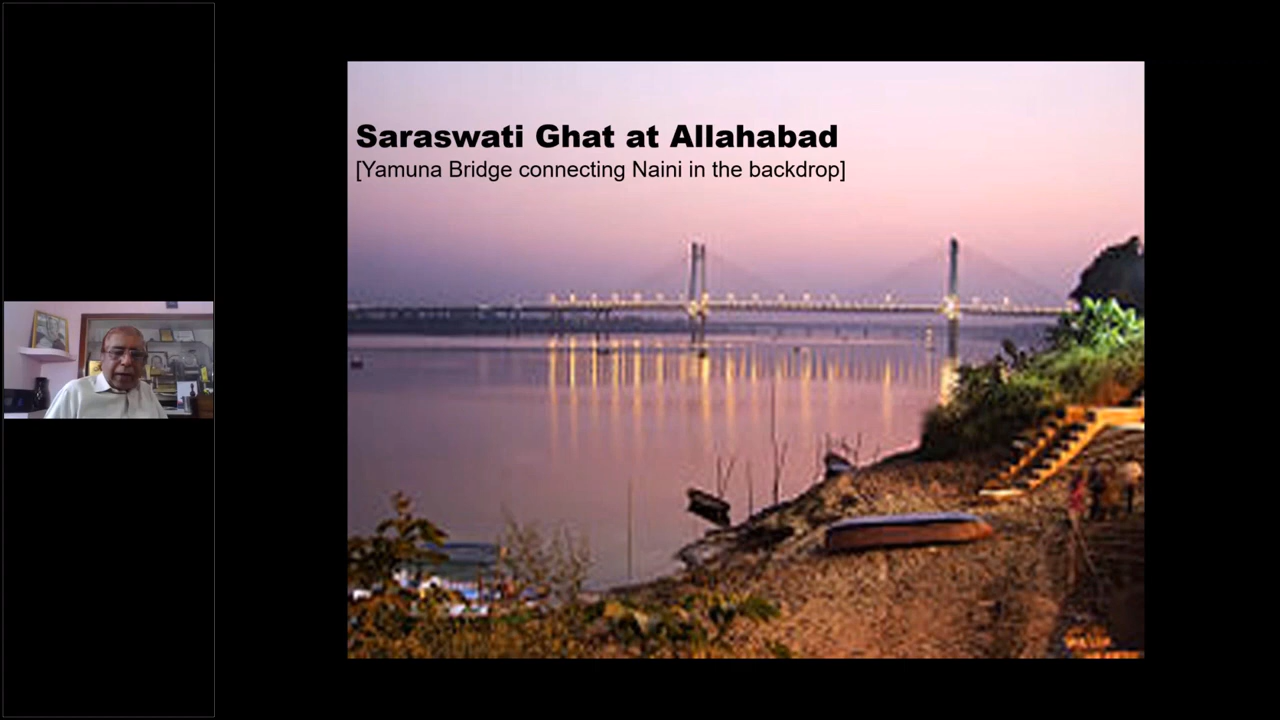 Saraswati Ghat at Allahabad
[Yamuna Bridge connecting Naini in the backdrop]